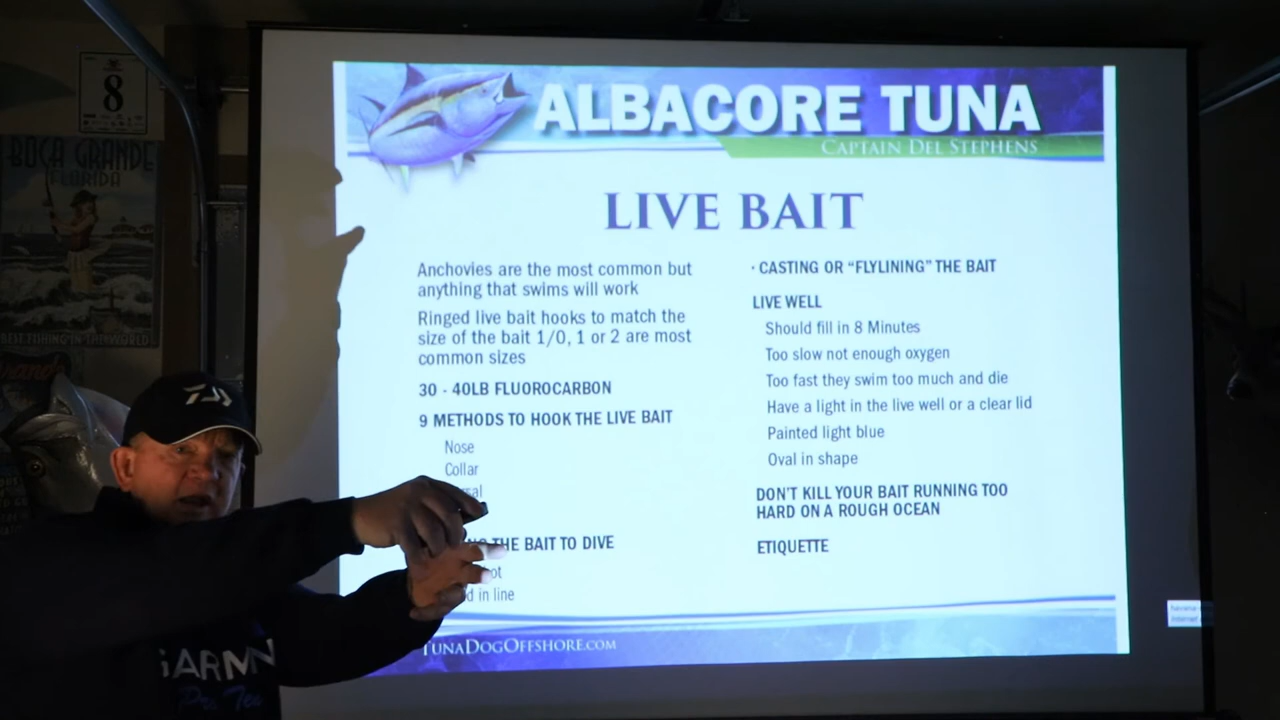 8
BOCA GRANDE
FLORIDA
BEST FISHING IN THE WORLD
ALBACORE TUNA
CAPTAIN DEL STEPHENS
LIVE BAIT
Anchovies are the most common but
anything that swims will work
Ringed live bait hooks to match the
size of the bait 1/0, 1 or 2 are most
common sizes
30 - 40LB FLUOROCARBON
9 METHODS TO HOOK THE LIVE BAIT
Nose
Collar
THE BAIT TO DIVE
in line
· CASTING OR “FLYLINING” THE BAIT
LIVE WELL
Should fill in 8 Minutes
Too slow not enough oxygen
Too fast they swim too much and die
Have a light in the live well or a clear lid
Painted light blue
Oval in shape
DON'T KILL YOUR BAIT RUNNING TOO
HARD ON A ROUGH OCEAN
ETIQUETTE
TUNADOGOFFSHORE.COM
GARMIN